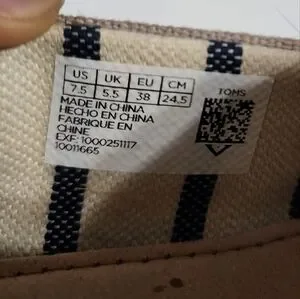 US UK EU CM
7.5 5.5 38 24.5
TOMS
MADE IN CHINA
HECHO EN CHINA
FABRIQUE EN
CHINE
EXF: 1000251117
10011665